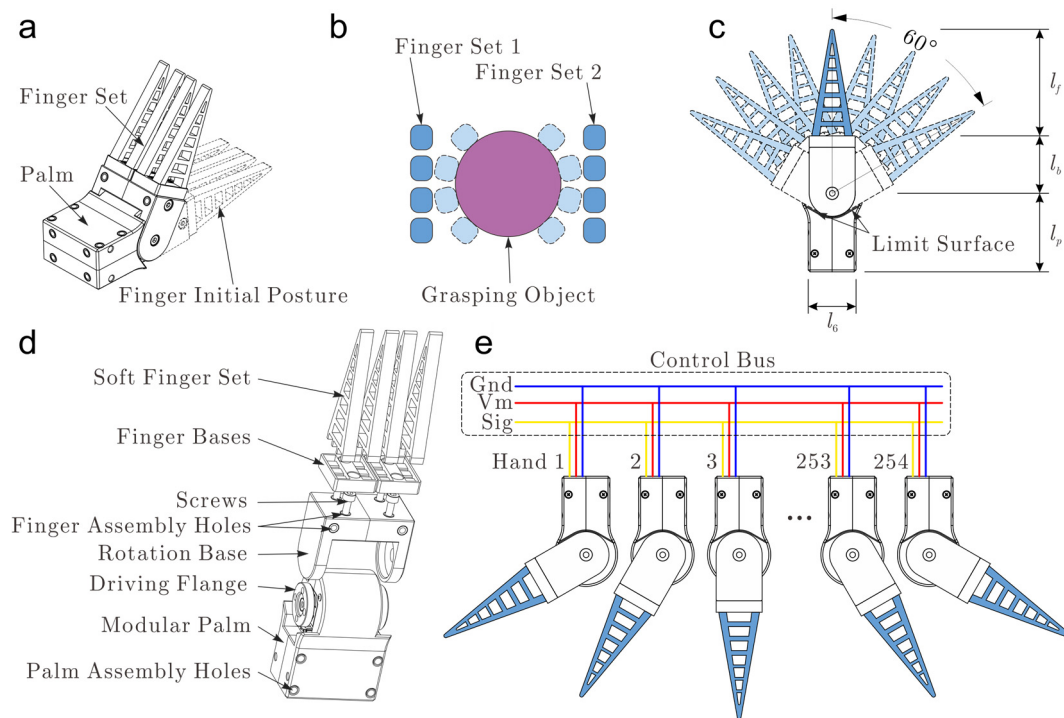 a
Finger Set
Palm
Finger Initial Posture
b
Finger Set 1
Finger Set 2
Grasping Object
c
60°
l_f
l_b
l_p
Limit Surface
l_6
d
Soft Finger Set
Finger Bases
Screws
Finger Assembly Holes
Rotation Base
Driving Flange
Modular Palm
Palm Assembly Holes
e
Control Bus
Gnd
Vm
Sig
Hand 1
2
3
253
254
...